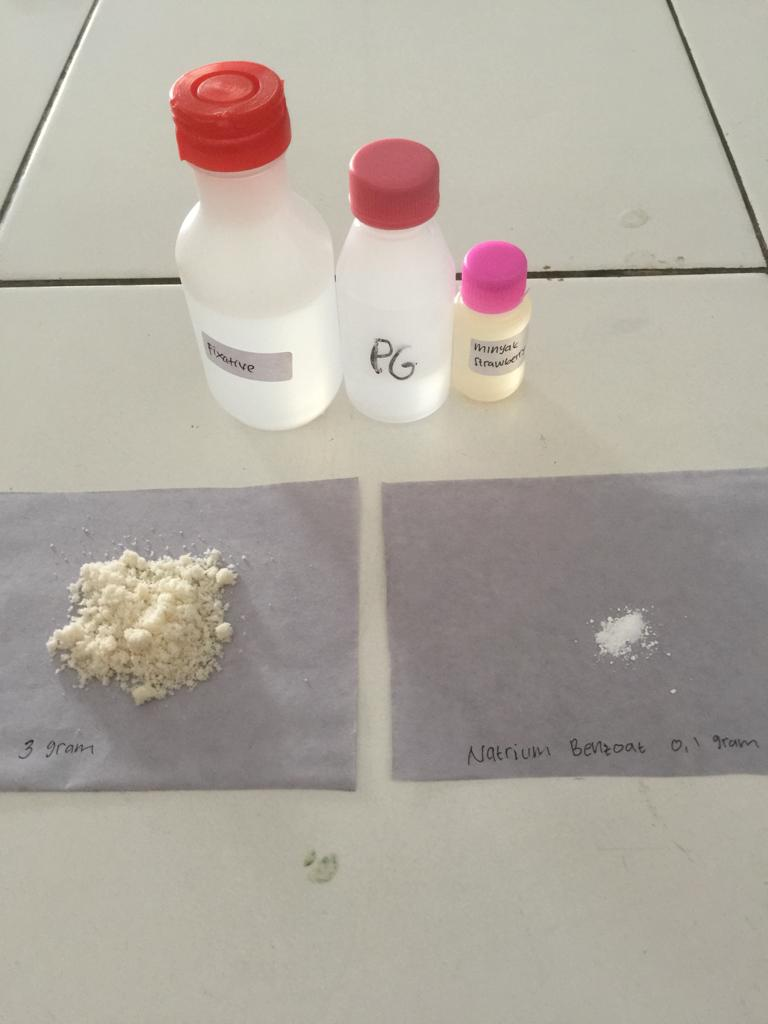 Fixative
PG
minyak
strawberry
3 gram
Natrium Benzoat 0,1 gram